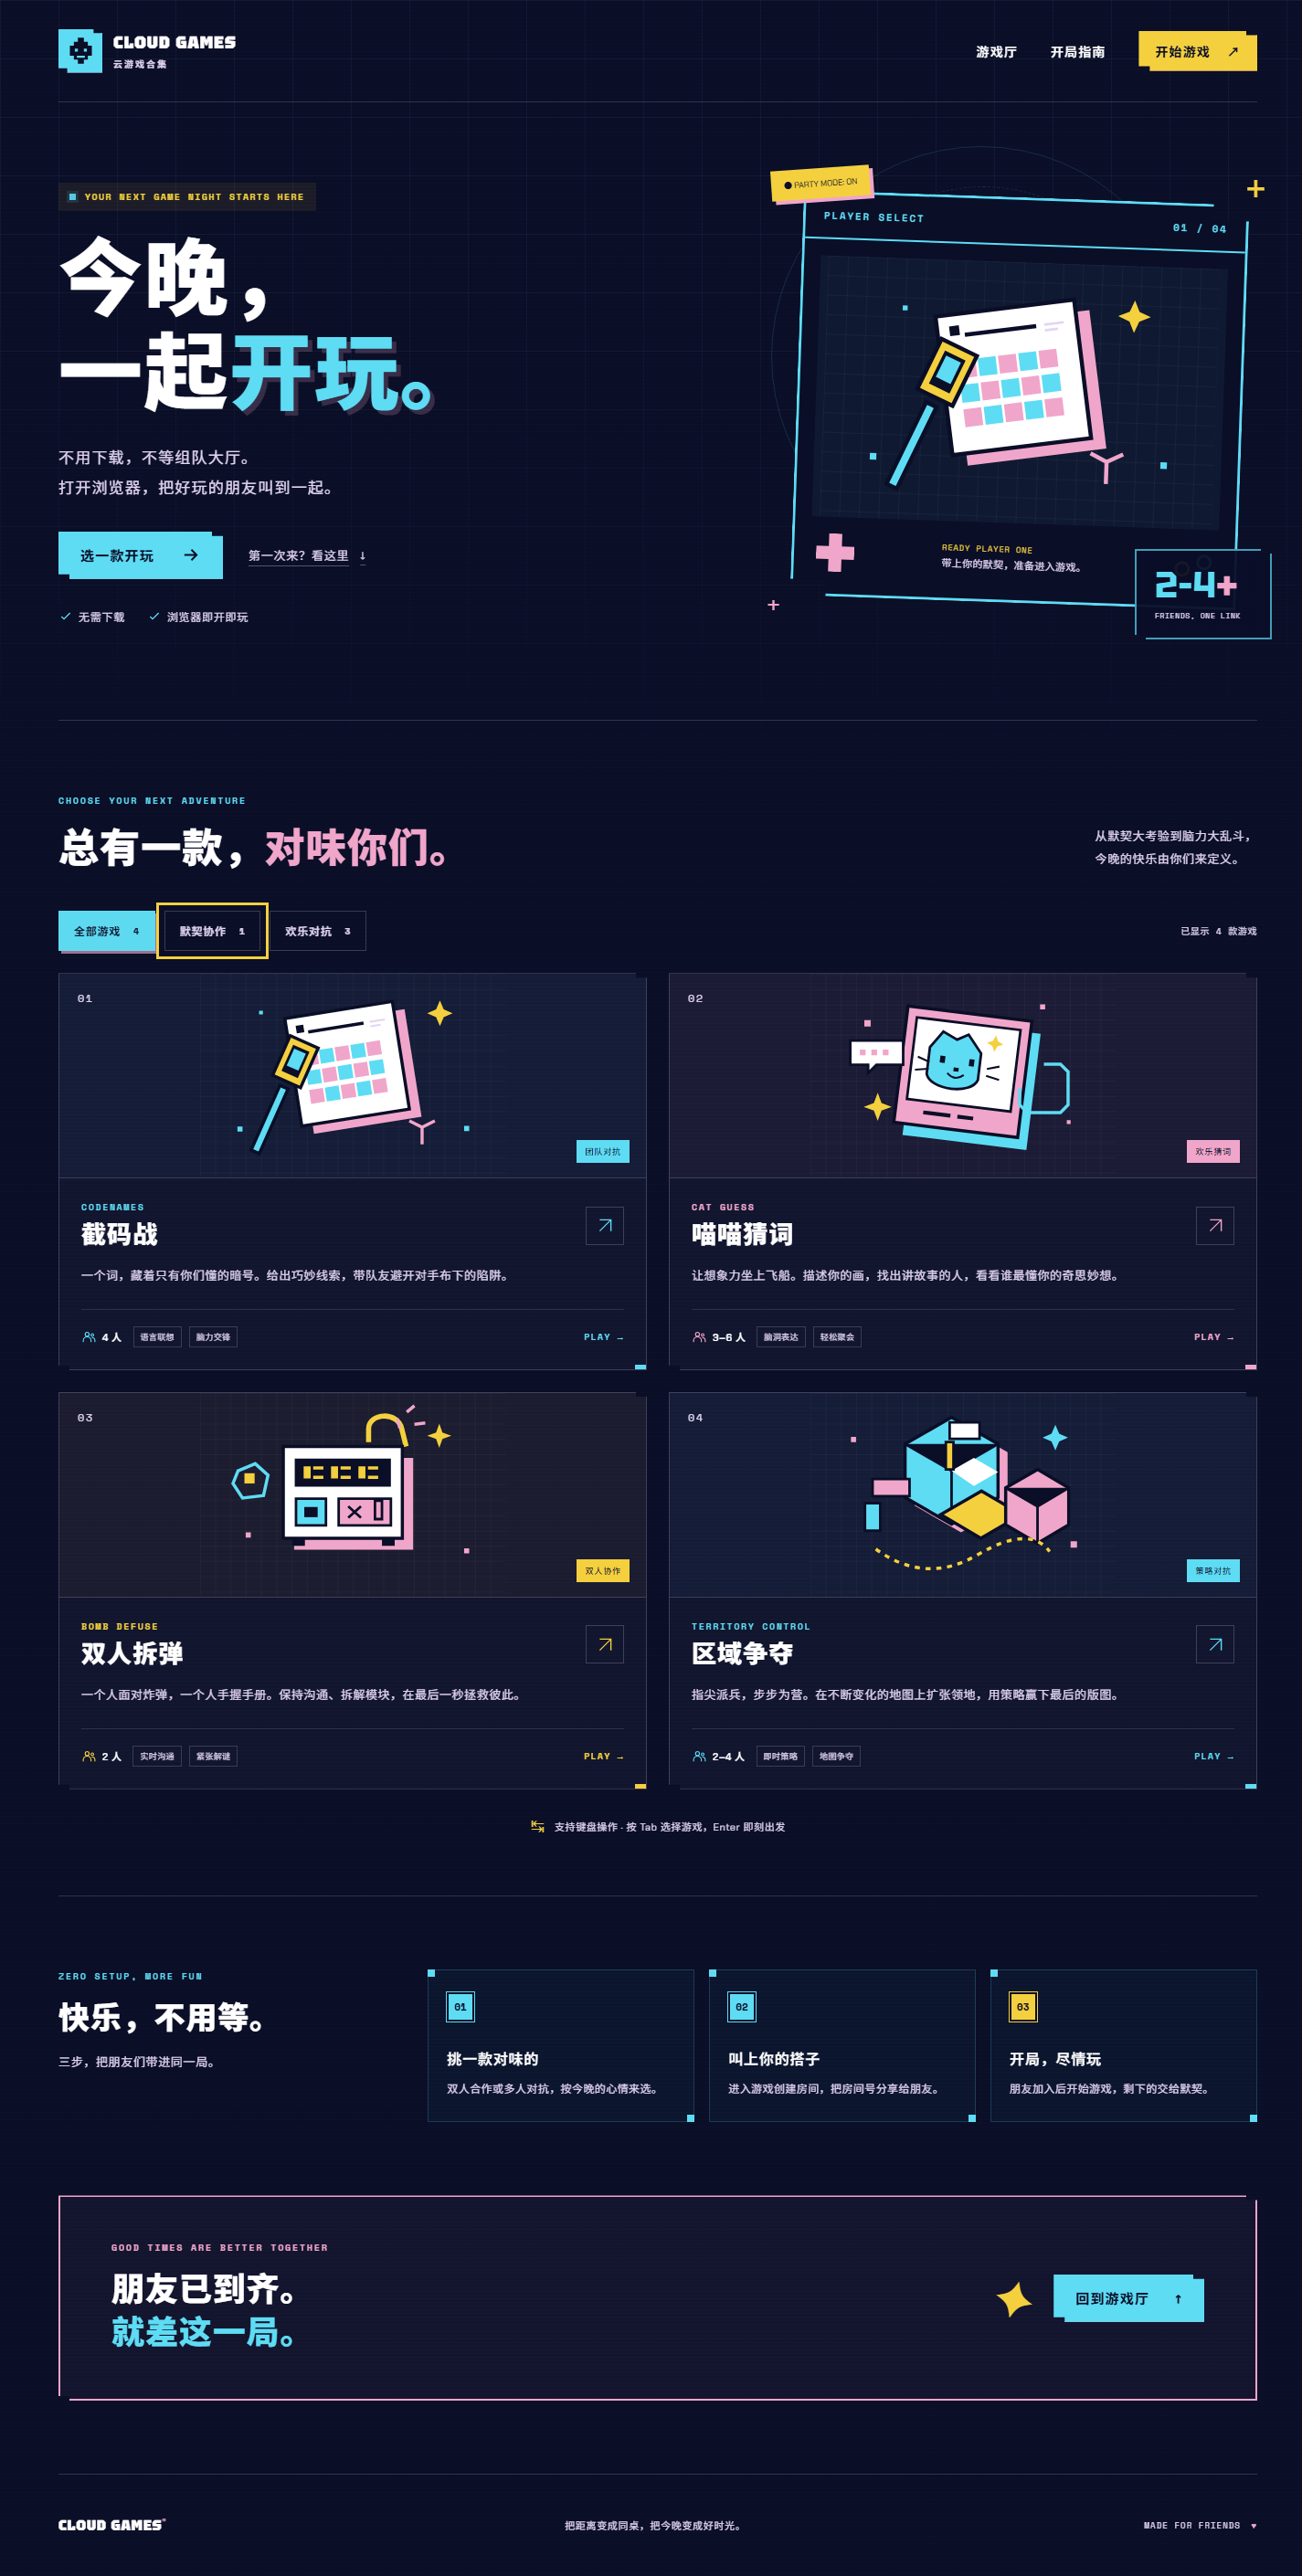 CLOUD GAMES
云游戏合集
游戏厅
开局指南
开始游戏 ↗
YOUR NEXT GAME NIGHT STARTS HERE
今晚，
一起开玩。
不用下载，不等组队大厅。
打开浏览器，把好玩的朋友叫到一起。
选一款开玩 →
第一次来？看这里 ↓
无需下载
浏览器即开即玩
PARTY MODE: ON
PLAYER SELECT
01 / 04
READY PLAYER ONE
带上你的默契，准备进入游戏。
2-4+
FRIENDS, ONE LINK
CHOOSE YOUR NEXT ADVENTURE
总有一款，对味你们。
从默契大考验到脑力大乱斗，
今晚的快乐由你们来定义。
全部游戏 4
默契协作 1
欢乐对抗 3
已显示 4 款游戏
01
团队对抗
CODENAMES
截码战
一个词，藏着只有你们懂的暗号。给出巧妙线索，带队友避开对手布下的陷阱。
4 人
语言联想
脑力交锋
PLAY →
02
欢乐猜词
CAT GUESS
喵喵猜词
让想象力坐上飞船。描述你的画，找出讲故事的人，看看谁最懂你的奇思妙想。
3–6 人
脑洞表达
轻松聚会
PLAY →
03
双人协作
BOMB DEFUSE
双人拆弹
一个人面对炸弹，一个人手握手册。保持沟通、拆解模块，在最后一秒拯救彼此。
2 人
实时沟通
紧张解谜
PLAY →
04
策略对抗
TERRITORY CONTROL
区域争夺
指尖派兵，步步为营。在不断变化的地图上扩张领地，用策略赢下最后的版图。
2–4 人
即时策略
地图争夺
PLAY →
支持键盘操作 · 按 Tab 选择游戏，Enter 即刻出发
ZERO SETUP, MORE FUN
快乐，不用等。
三步，把朋友们带进同一局。
01
挑一款对味的
双人合作或多人对抗，按今晚的心情来选。
02
叫上你的搭子
进入游戏创建房间，把房间号分享给朋友。
03
开局，尽情玩
朋友加入后开始游戏，剩下的交给默契。
GOOD TIMES ARE BETTER TOGETHER
朋友已到齐。
就差这一局。
回到游戏厅 ↑
CLOUD GAMES
把距离变成同桌，把今晚变成好时光。
MADE FOR FRIENDS ♥